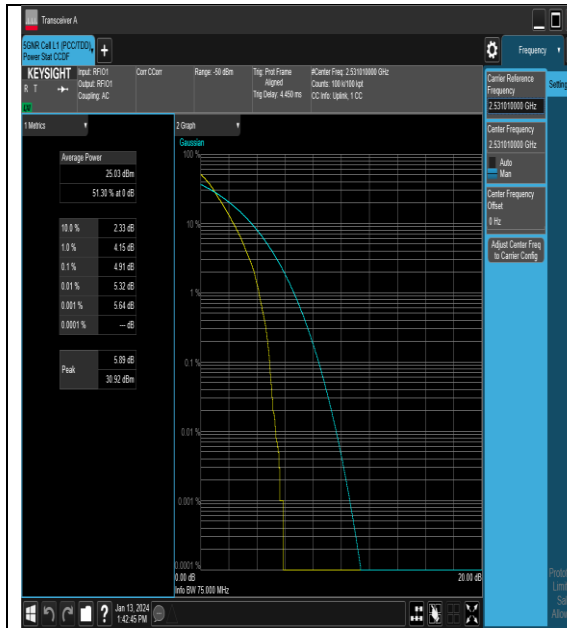 Transceiver A
5GNR Cell L1 (PCC/TDD),
Power Stat CCDF
Frequency
KEYSIGHT
R T
Input: RFIO1
Output: RFIO1
Coupling: AC
Corr CCorr
Range: -50 dBm
Trig: Prot Frame
Aligned
Trig Delay: 4.450 ms
#Center Freq: 2.531010000 GHz
Counts: 100 k/100 kpt
CC Info: Uplink, 1 CC
1 Metrics
Average Power
25.03 dBm
51.30 % at 0 dB
10.0 % 2.33 dB
1.0 % 4.15 dB
0.1 % 4.91 dB
0.01 % 5.32 dB
0.001 % 5.64 dB
0.0001 % --- dB
Peak
5.89 dB
30.92 dBm
2 Graph
Gaussian
100 %
10 %
1 %
0.1 %
0.01 %
0.001 %
0.0001 %
0.00 dB
20.00 dB
Info BW 75.000 MHz
Carrier Reference
Frequency
2.531010000 GHz
Center Frequency
2.531010000 GHz
Auto
Man
Center Frequency
Offset
0 Hz
Adjust Center Freq
to Carrier Config
Setting
Proto
Limi
Sa
Allow
?
Jan 13, 2024
1:42:45 PM